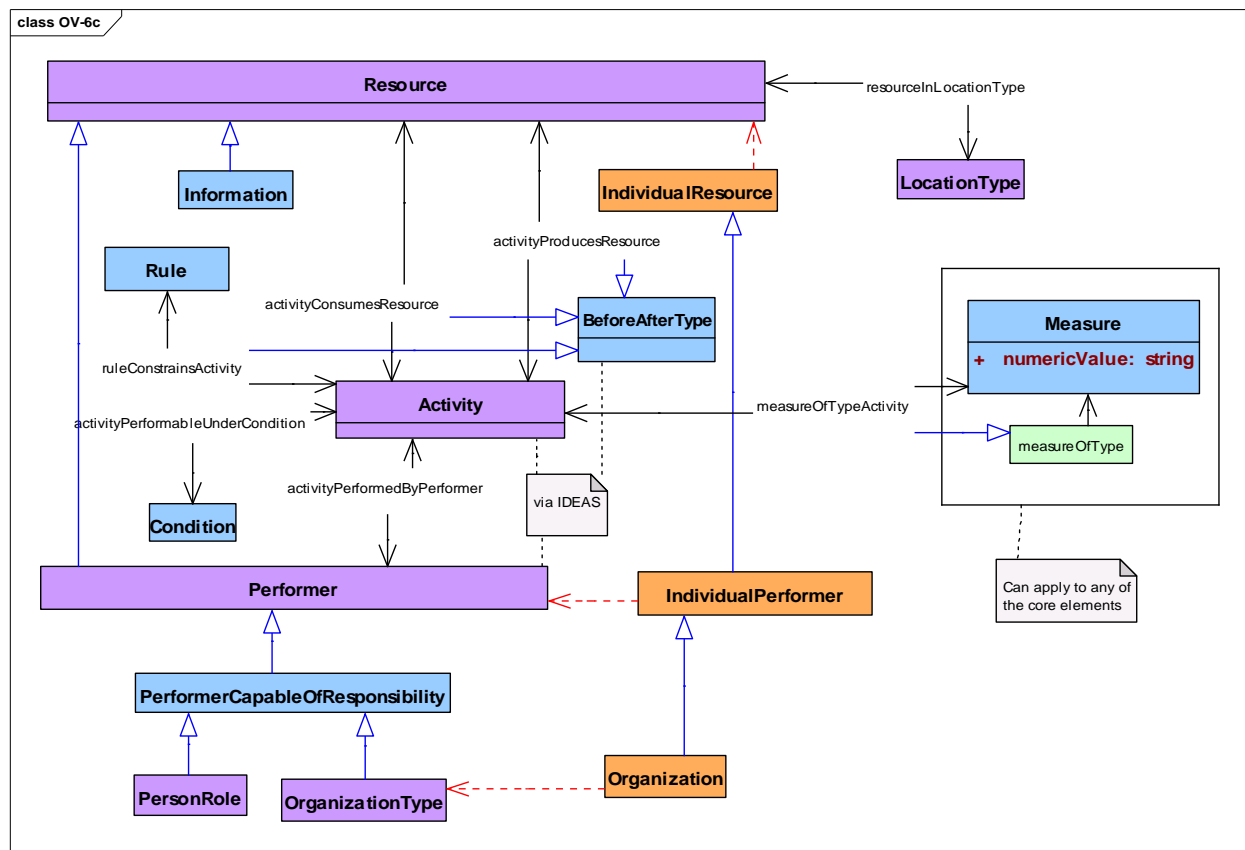 class OV-6c
Resource
resourceInLocationType
Information
IndividualResource
LocationType
activityProducesResource
Rule
activityConsumesResource
BeforeAfterType
Measure
+ numericValue: string
ruleConstrainsActivity
Activity
measureOfTypeActivity
activityPerformableUnderCondition
measureOfType
activityPerformedByPerformer
via IDEAS
Condition
Performer
IndividualPerformer
Can apply to any of
the core elements
PerformerCapableOfResponsibility
PersonRole
OrganizationType
Organization